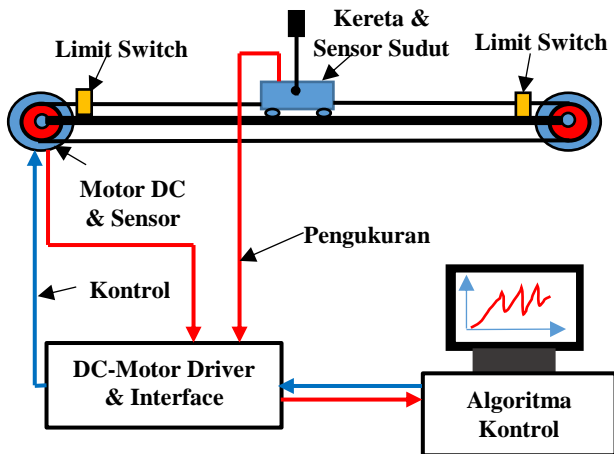 Kereta &
Sensor Sudut
Limit Switch
Limit Switch
Motor DC
& Sensor
Pengukuran
Kontrol
DC-Motor Driver
& Interface
Algoritma
Kontrol